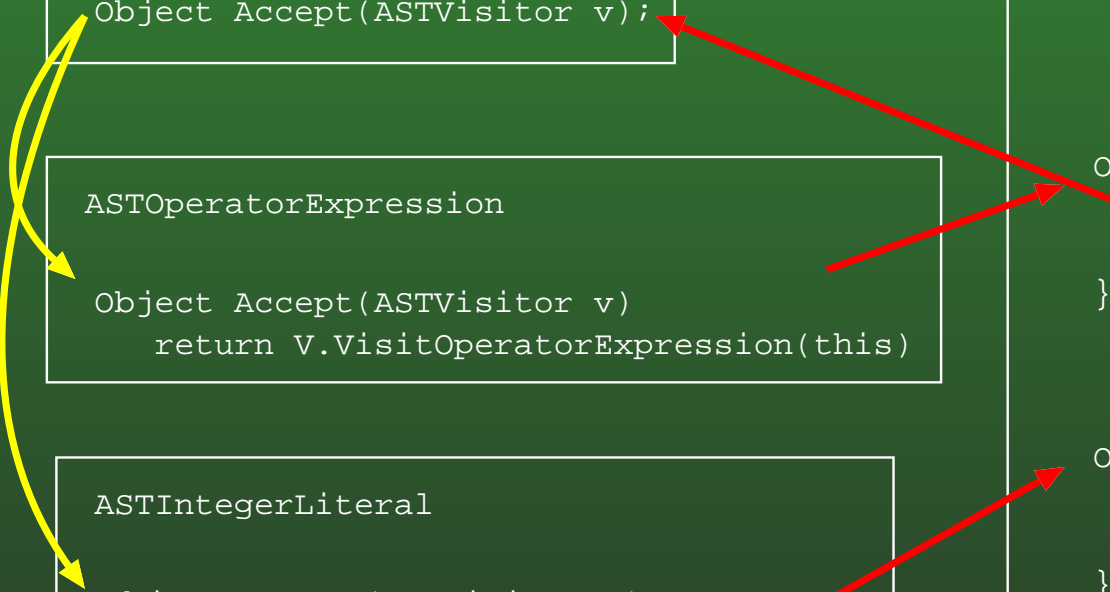 Object Accept(ASTVisitor v);
ASTOperatorExpression
Object Accept(ASTVisitor v)
return V.VisitOperatorExpression(this)
ASTIntegerLiteral
O
}
O
}